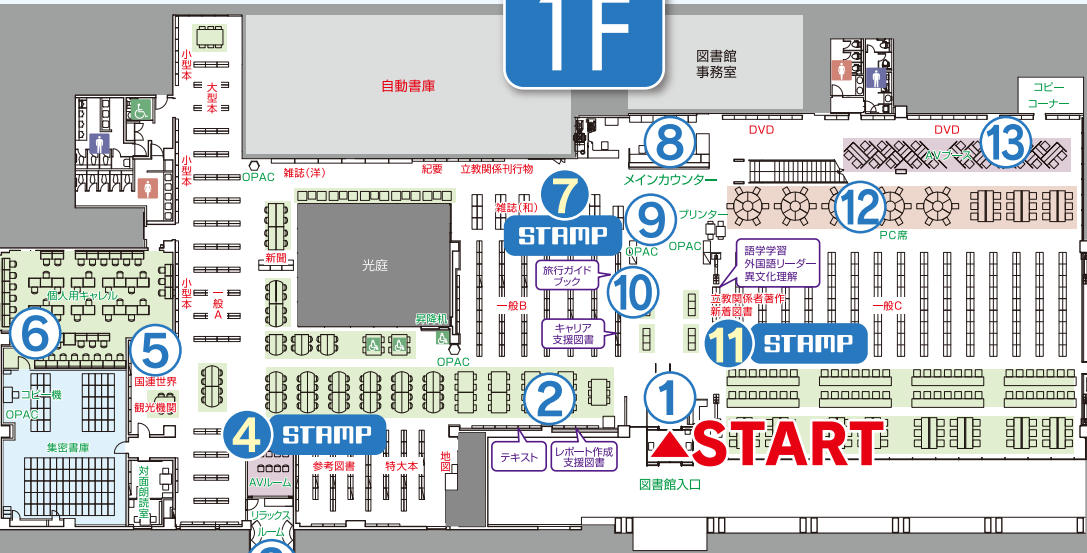 1F
自動書庫
図書館
事務室
コピー
コーナー
小型本
大型本
小型本
小型本
一般A
OPAC
雑誌(洋)
紀要
立教関係刊行物
8
メインカウンター
DVD
DVD
AVブース
13
7
STAMP
雑誌(和)
9
プリンター
OPAC
OPAC
12
PC席
語学学習
外国語リーダー
異文化理解
旅行ガイド
ブック
10
一般B
キャリア
支援図書
立教関係著作
新着図書
一般C
11
STAMP
新聞
光庭
昇降机
OPAC
個人用キャレル
6
5
国連世界
観光機関
コピー機
OPAC
集密書庫
対面朗読室
4
STAMP
AVルーム
リラックス
ルーム
参考図書
特大本
地図
2
テキスト
レポート作成
支援図書
1
START
図書館入口